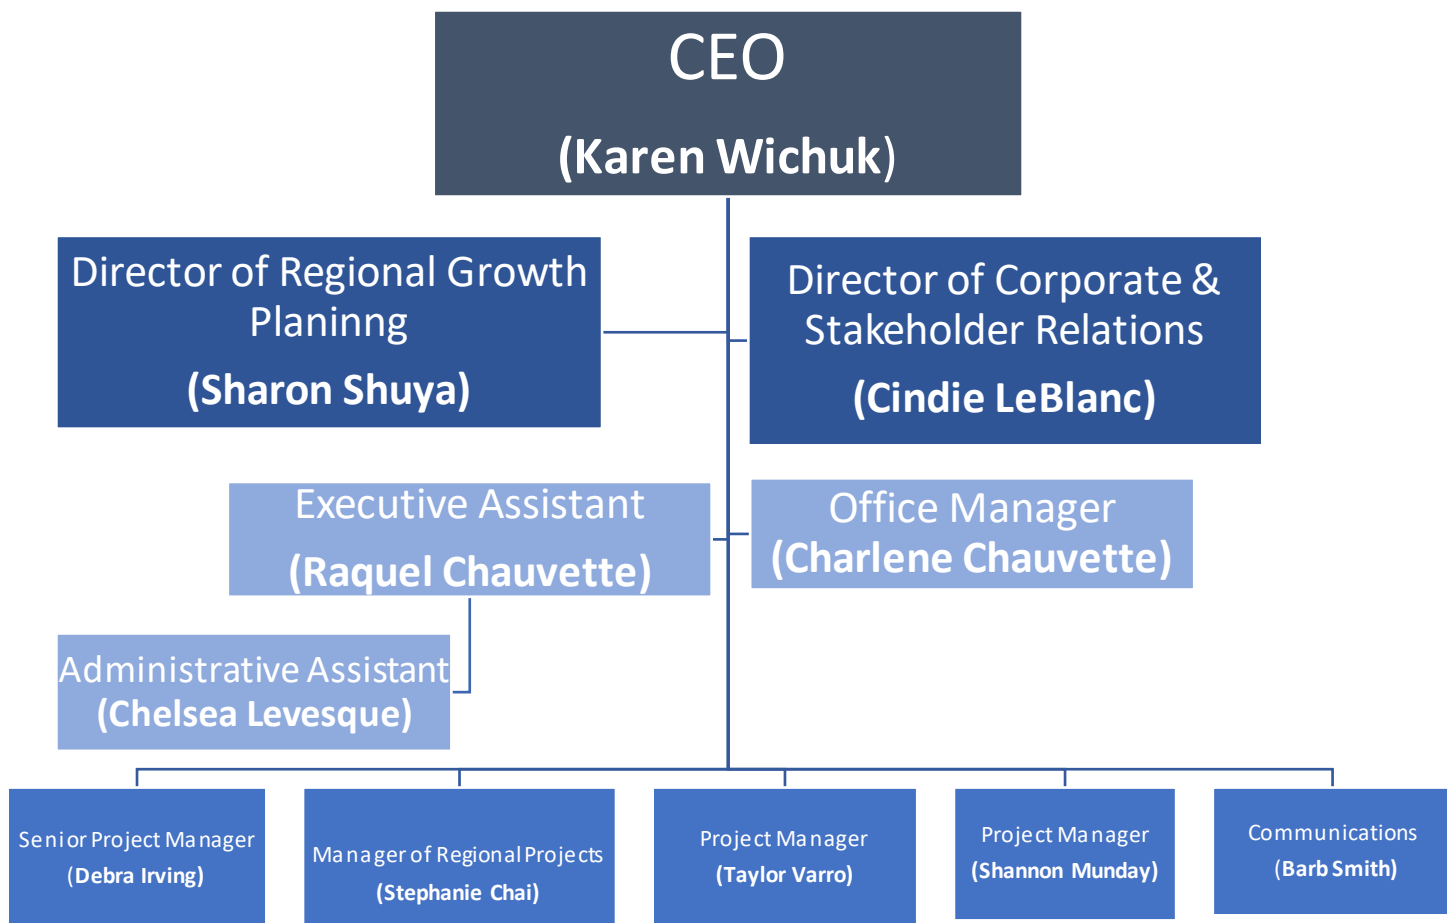 CEO
(Karen Wichuk)
Director of Regional Growth
Planinng
(Sharon Shuya)
Director of Corporate &
Stakeholder Relations
(Cindie LeBlanc)
Executive Assistant
(Raquel Chauvette)
Office Manager
(Charlene Chauvette)
Administrative Assistant
(Chelsea Levesque)
Senior Project Manager
(Debra Irving)
Manager of Regional Projects
(Stephanie Chai)
Project Manager
(Taylor Varro)
Project Manager
(Shannon Munday)
Communications
(Barb Smith)